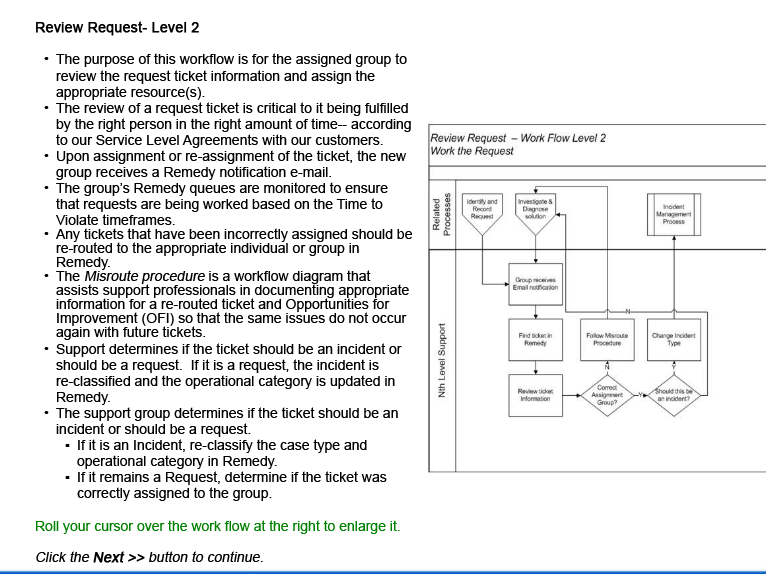 Review Request- Level 2
• The purpose of this workflow is for the assigned group to
review the request ticket information and assign the
appropriate resource(s).
• The review of a request ticket is critical to it being fulfilled
by the right person in the right amount of time-- according
to our Service Level Agreements with our customers.
• Upon assignment or re-assignment of the ticket, the new
group receives a Remedy notification e-mail.
• The group's Remedy queues are monitored to ensure
that requests are being worked based on the Time to
Violate timeframes.
• Any tickets that have been incorrectly assigned should be
re-routed to the appropriate individual or group in
Remedy.
• The Misroute procedure is a workflow diagram that
assists support professionals in documenting appropriate
information for a re-routed ticket and Opportunities for
Improvement (OFI) so that the same issues do not occur
again with future tickets.
• Support determines if the ticket should be an incident or
should be a request.  If it is a request, the incident is
re-classified and the operational category is updated in
Remedy.
• The support group determines if the ticket should be an
incident or should be a request.
▪ If it is an Incident, re-classify the case type and
operational category in Remedy.
▪ If it remains a Request, determine if the ticket was
correctly assigned to the group.
Roll your cursor over the work flow at the right to enlarge it.
Click the Next >> button to continue.
Review Request – Work Flow Level 2
Work the Request
Related
Processes
Identify and
Record
Request
Investigate &
Diagnose
solution
Incident
Management
Process
Nth Level Support
Group receives
Email notification
N
Find ticket in
Remedy
Follow Misroute
Procedure
Change Incident
Type
N
Y
Review ticket
Information
Correct
Assignment
Group?
Y
Should this be
an incident?